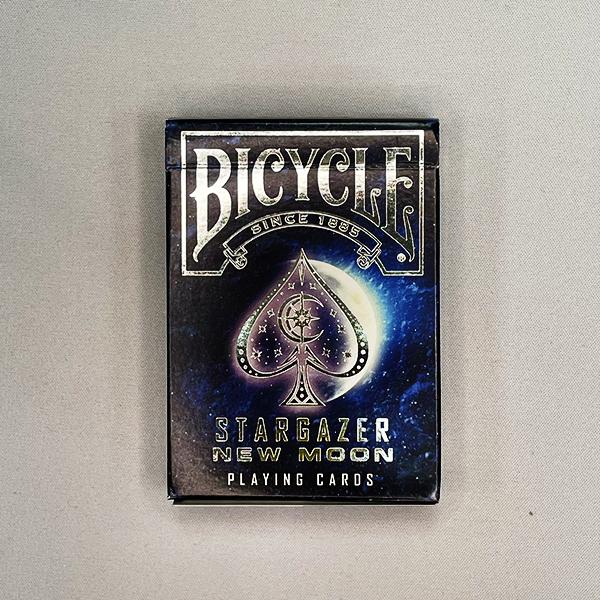 BICYCLE
SINCE 1885
®
STARGAZER
NEW MOON
PLAYING CARDS